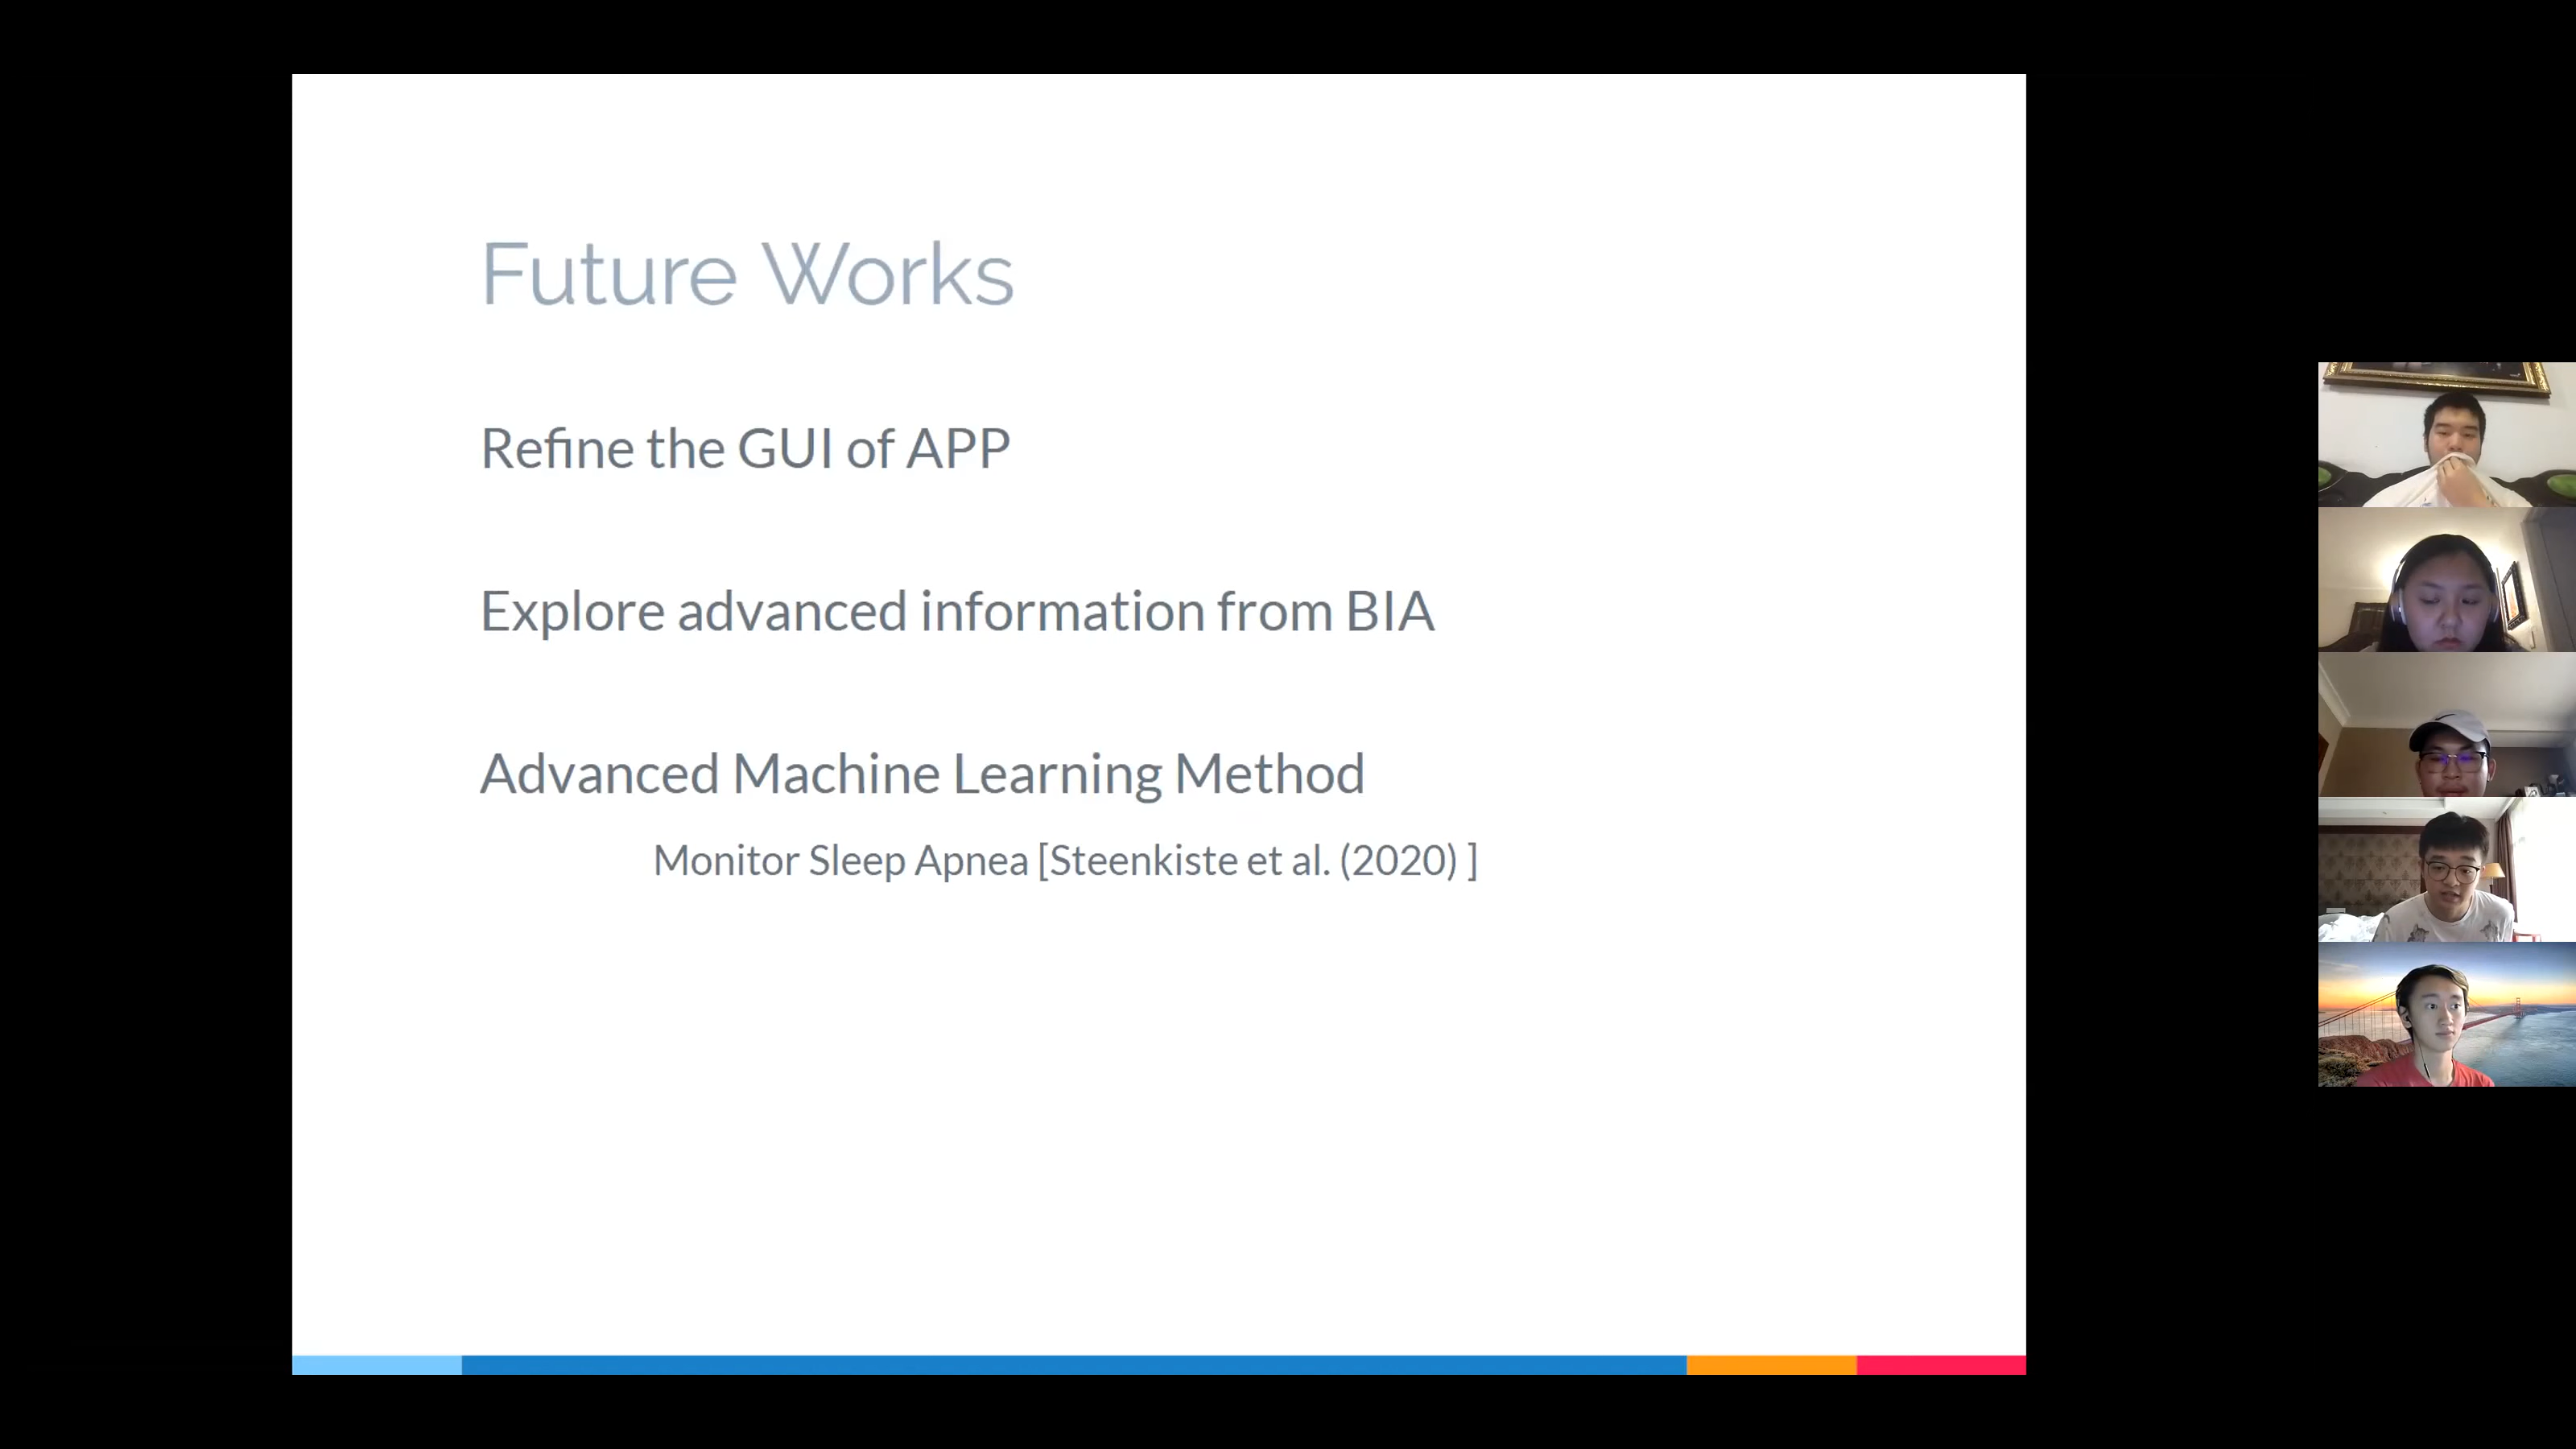 Future Works
Refine the GUI of APP
Explore advanced information from BIA
Advanced Machine Learning Method
Monitor Sleep Apnea [Steenkiste et al. (2020) ]